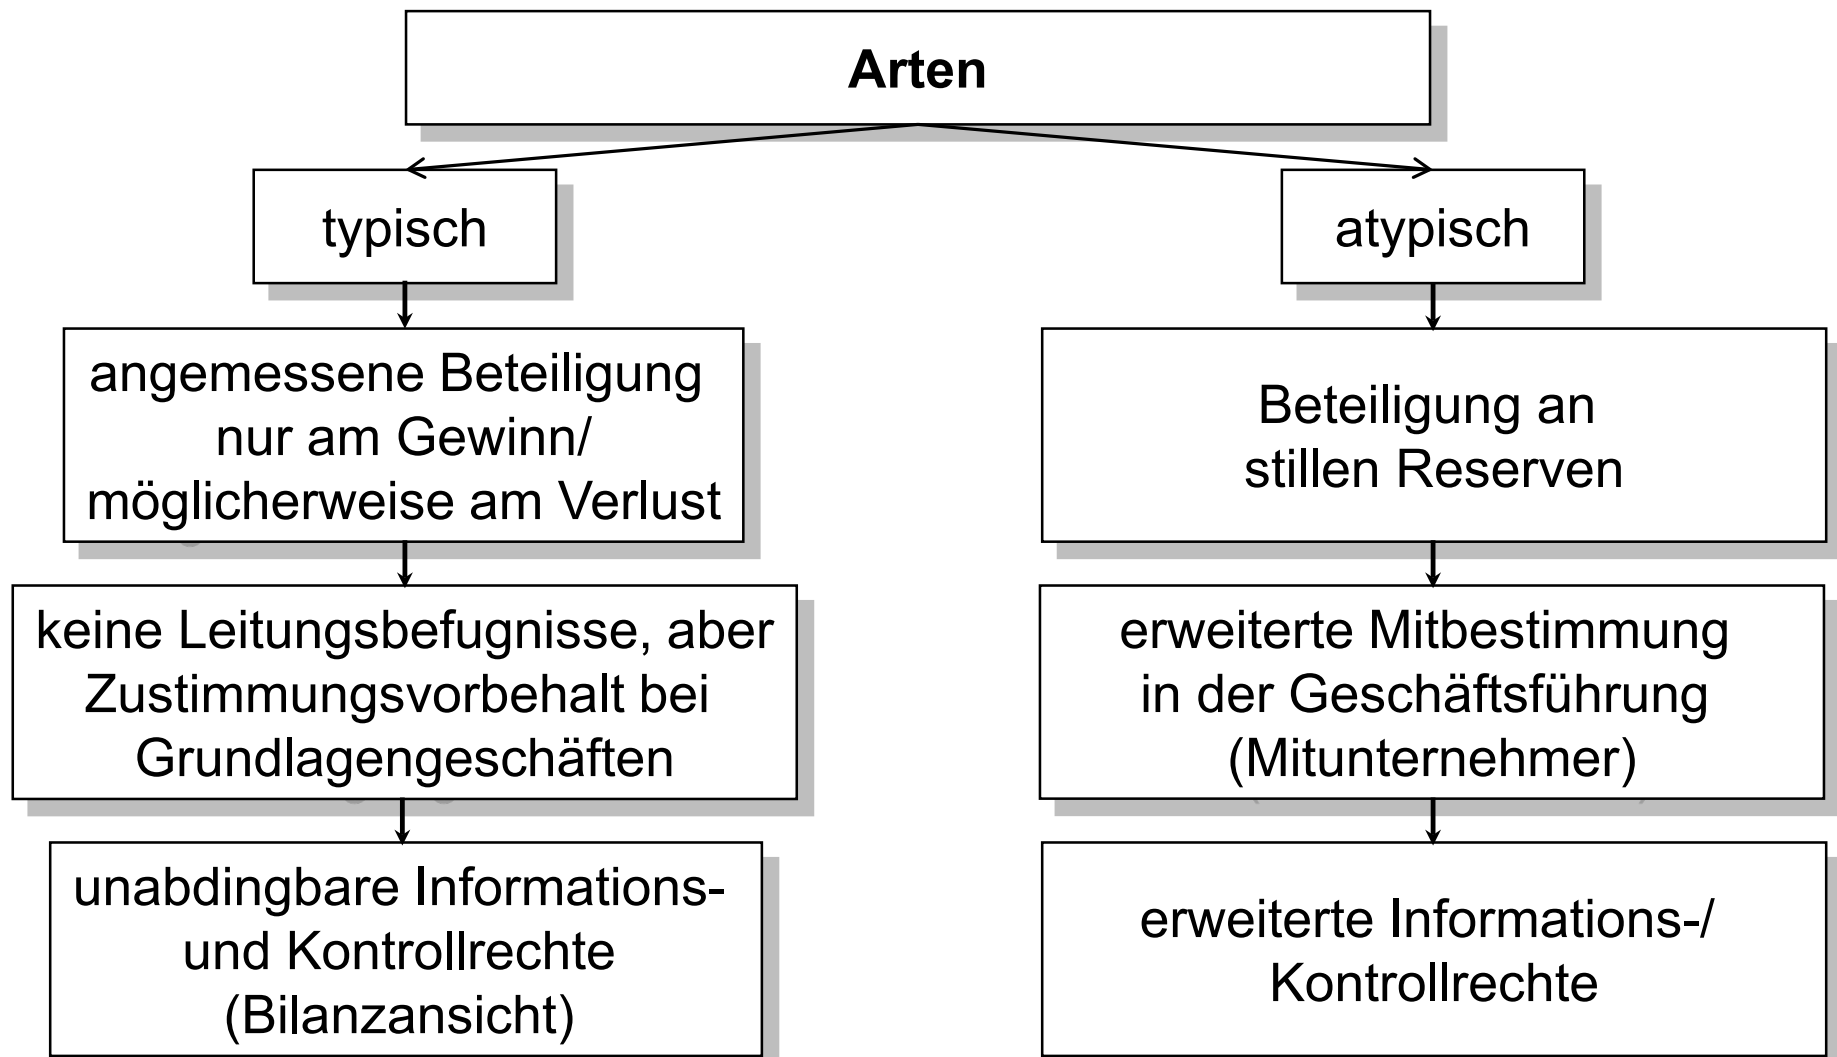 Arten
typisch
atypisch
angemessene Beteiligung
nur am Gewinn/
möglicherweise am Verlust
Beteiligung an
stillen Reserven
keine Leitungsbefugnisse, aber
Zustimmungsvorbehalt bei
Grundlagengeschäften
erweiterte Mitbestimmung
in der Geschäftsführung
(Mitunternehmer)
unabdingbare Informations-
und Kontrollrechte
(Bilanzansicht)
erweiterte Informations-/
Kontrollrechte